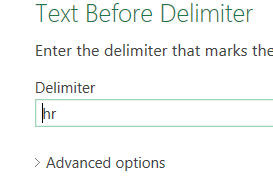 Text Before Delimiter
Enter the delimiter that marks the
Delimiter
hr
Advanced options